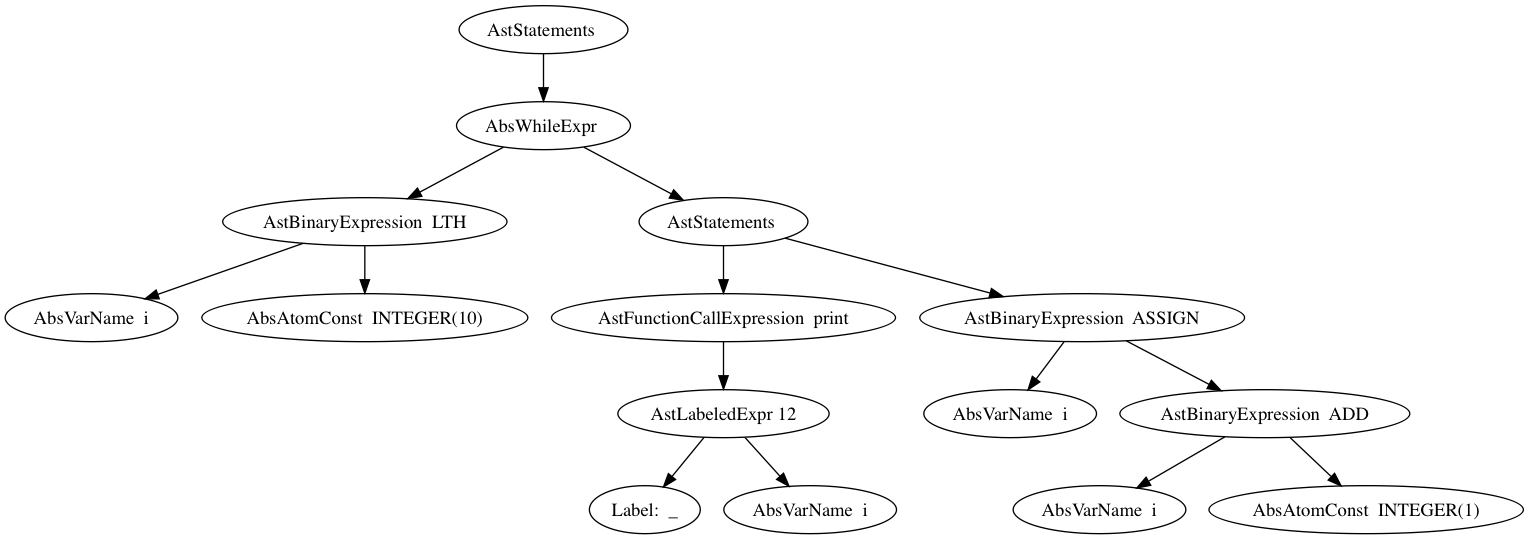 AstStatements
AbsWhileExpr
AstBinaryExpression LTH
AstStatements
AbsVarName i
AbsAtomConst INTEGER(10)
AstFunctionCallExpression print
AstBinaryExpression ASSIGN
AstLabeledExpr 12
AbsVarName i
AstBinaryExpression ADD
Label: _
AbsVarName i
AbsVarName i
AbsAtomConst INTEGER(1)